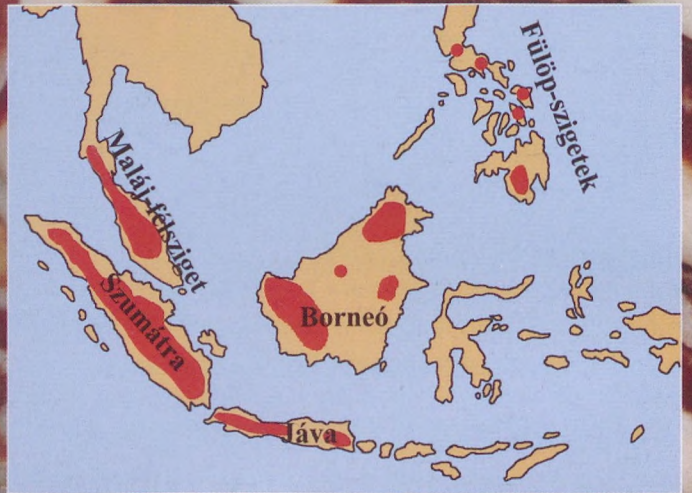 Fülöp-szigetek
Maláj-félsziget
Szumátra
Borneó
Jáva